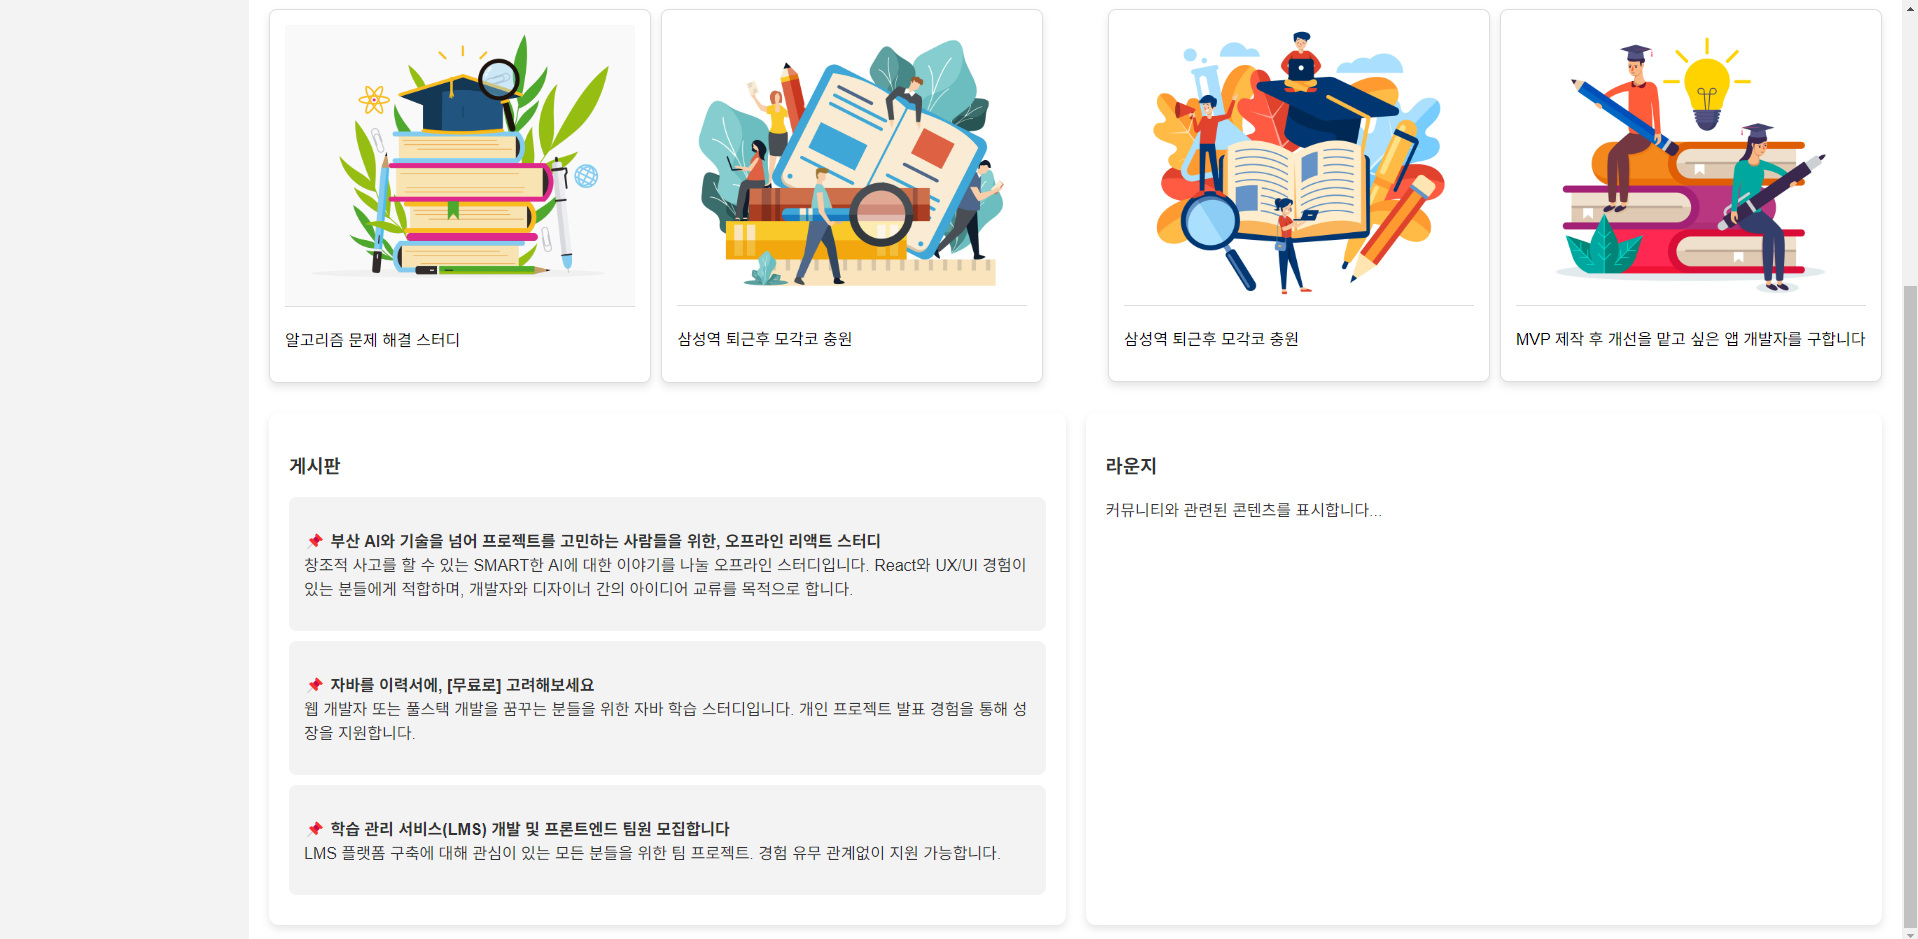 알고리즘 문제 해결 스터디
삼성역 퇴근후 모각코 충원
삼성역 퇴근후 모각코 충원
MVP 제작 후 개선을 맡고 싶은 앱 개발자를 구합니다
게시판
📌 부산 AI와 기술을 넘어 프로젝트를 고민하는 사람들을 위한, 오프라인 리액트 스터디
창조적 사고를 할 수 있는 SMART한 AI에 대한 이야기를 나눌 오프라인 스터디입니다. React와 UX/UI 경험이
있는 분들에게 적합하며, 개발자와 디자이너 간의 아이디어 교류를 목적으로 합니다.
📌 자바를 이력서에, [무료로] 고려해보세요
웹 개발자 또는 풀스택 개발을 꿈꾸는 분들을 위한 자바 학습 스터디입니다. 개인 프로젝트 발표 경험을 통해 성
장을 지원합니다.
📌 학습 관리 서비스(LMS) 개발 및 프론트엔드 팀원 모집합니다
LMS 플랫폼 구축에 대해 관심이 있는 모든 분들을 위한 팀 프로젝트. 경험 유무 관계없이 지원 가능합니다.
라운지
커뮤니티와 관련된 콘텐츠를 표시합니다...